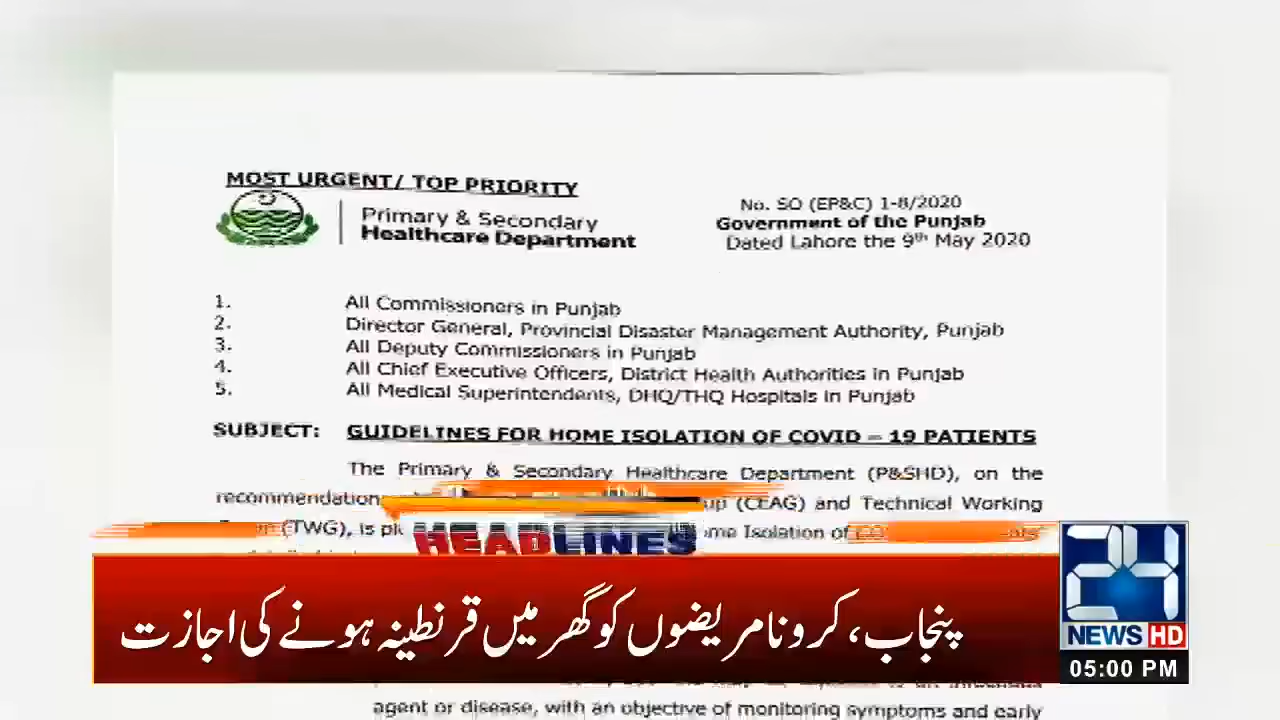 MOST URGENT/ TOP PRIORITY
Primary & Secondary
Healthcare Department
No. SO (EP&C) 1-8/2020
Government of the Punjab
Dated Lahore the 9th May 2020
1. All Commissioners in Punjab
2. Director General, Provincial Disaster Management Authority, Punjab
3. All Deputy Commissioners in Punjab
4. All Chief Executive Officers, District Health Authorities in Punjab
5. All Medical Superintendents, DHQ/THQ Hospitals in Punjab
SUBJECT: GUIDELINES FOR HOME ISOLATION OF COVID – 19 PATIENTS
The Primary & Secondary Healthcare Department (P&SHD), on the
recommendation (CEAG) and Technical Working
(TWG), is Isolation of
HEADLINES
پنجاب، کرونا مریضوں کو گھر میں قرنطینہ ہونے کی اجازت
24
NEWS HD
05:00 PM
agent or disease, with an objective of monitoring symptoms and early